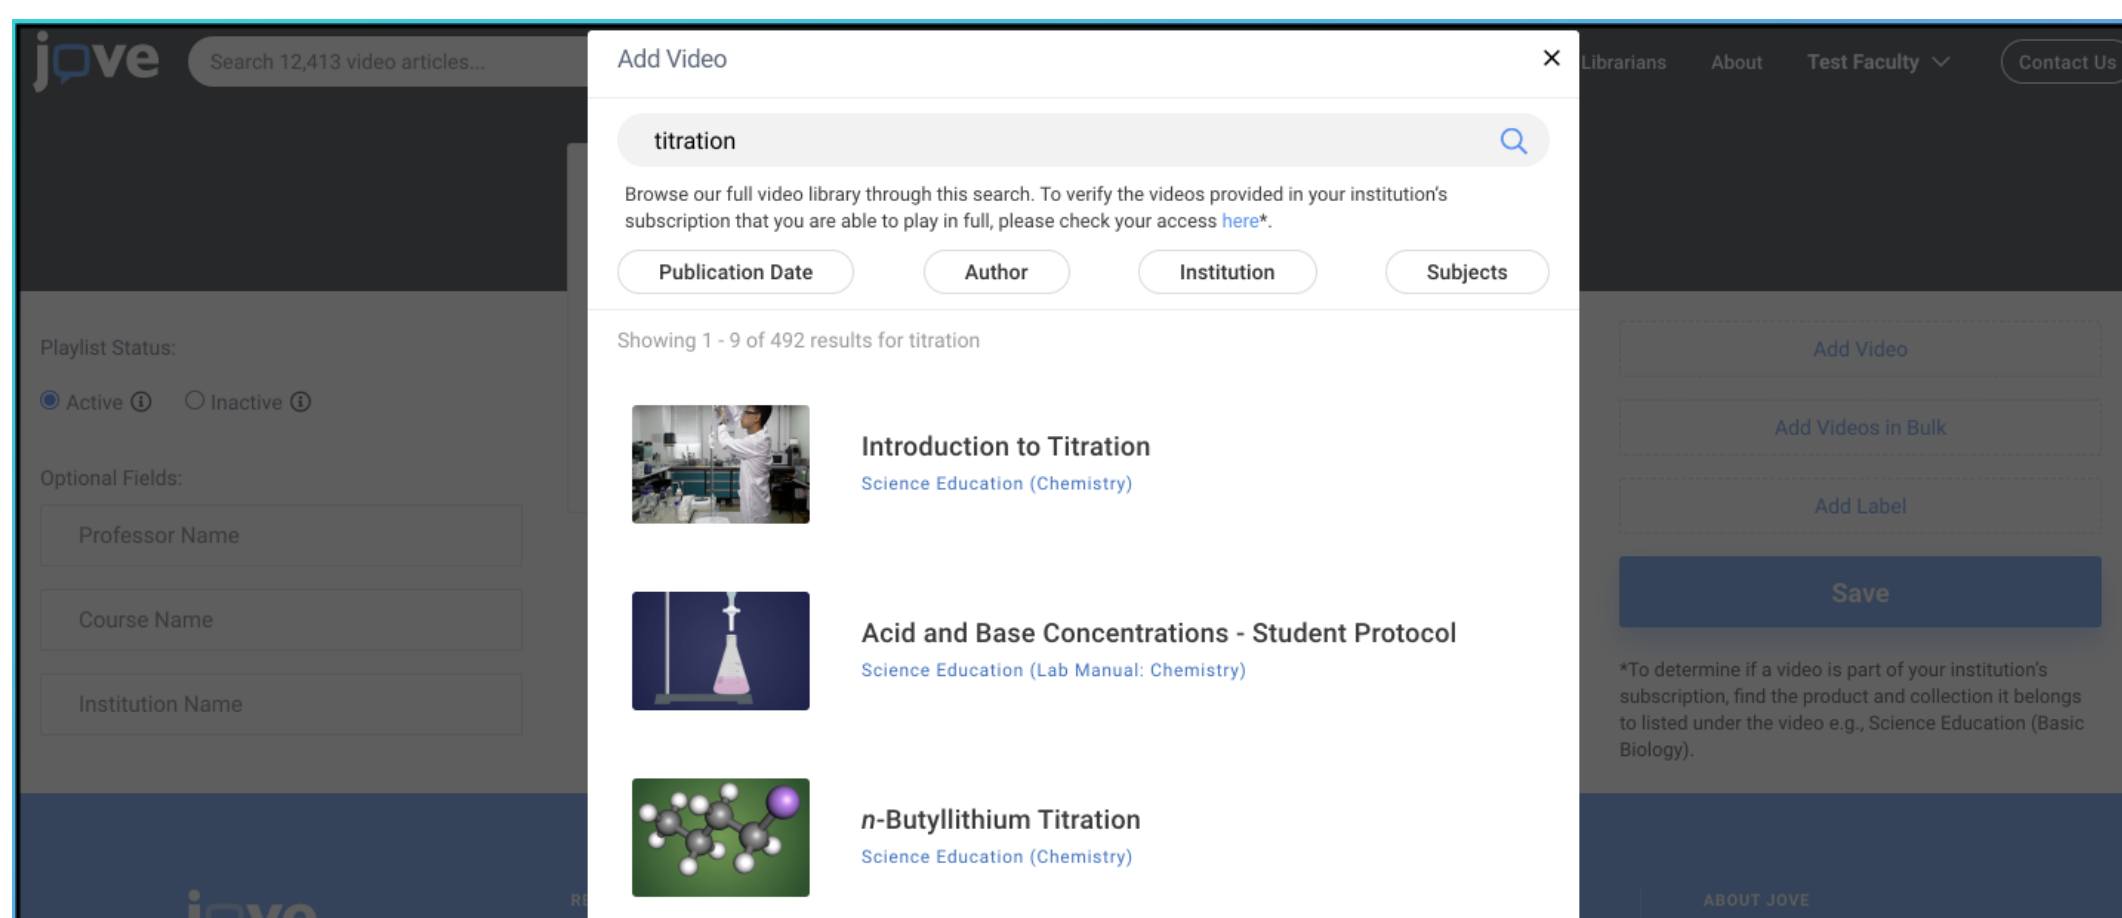 jove
Search 12,413 video articles...
Librarians
About
Test Faculty
Contact Us
Add Video
titration
Browse our full video library through this search. To verify the videos provided in your institution's
subscription that you are able to play in full, please check your access here*.
Publication Date
Author
Institution
Subjects
Showing 1 - 9 of 492 results for titration
Introduction to Titration
Science Education (Chemistry)
Acid and Base Concentrations - Student Protocol
Science Education (Lab Manual: Chemistry)
n-Butyllithium Titration
Science Education (Chemistry)
Playlist Status:
Active
Inactive
Optional Fields:
Professor Name
Course Name
Institution Name
Add Video
Add Videos in Bulk
Add Label
Save
*To determine if a video is part of your institution's
subscription, find the product and collection it belongs
to listed under the video e.g., Science Education (Basic
Biology).
jove
ABOUT JOVE